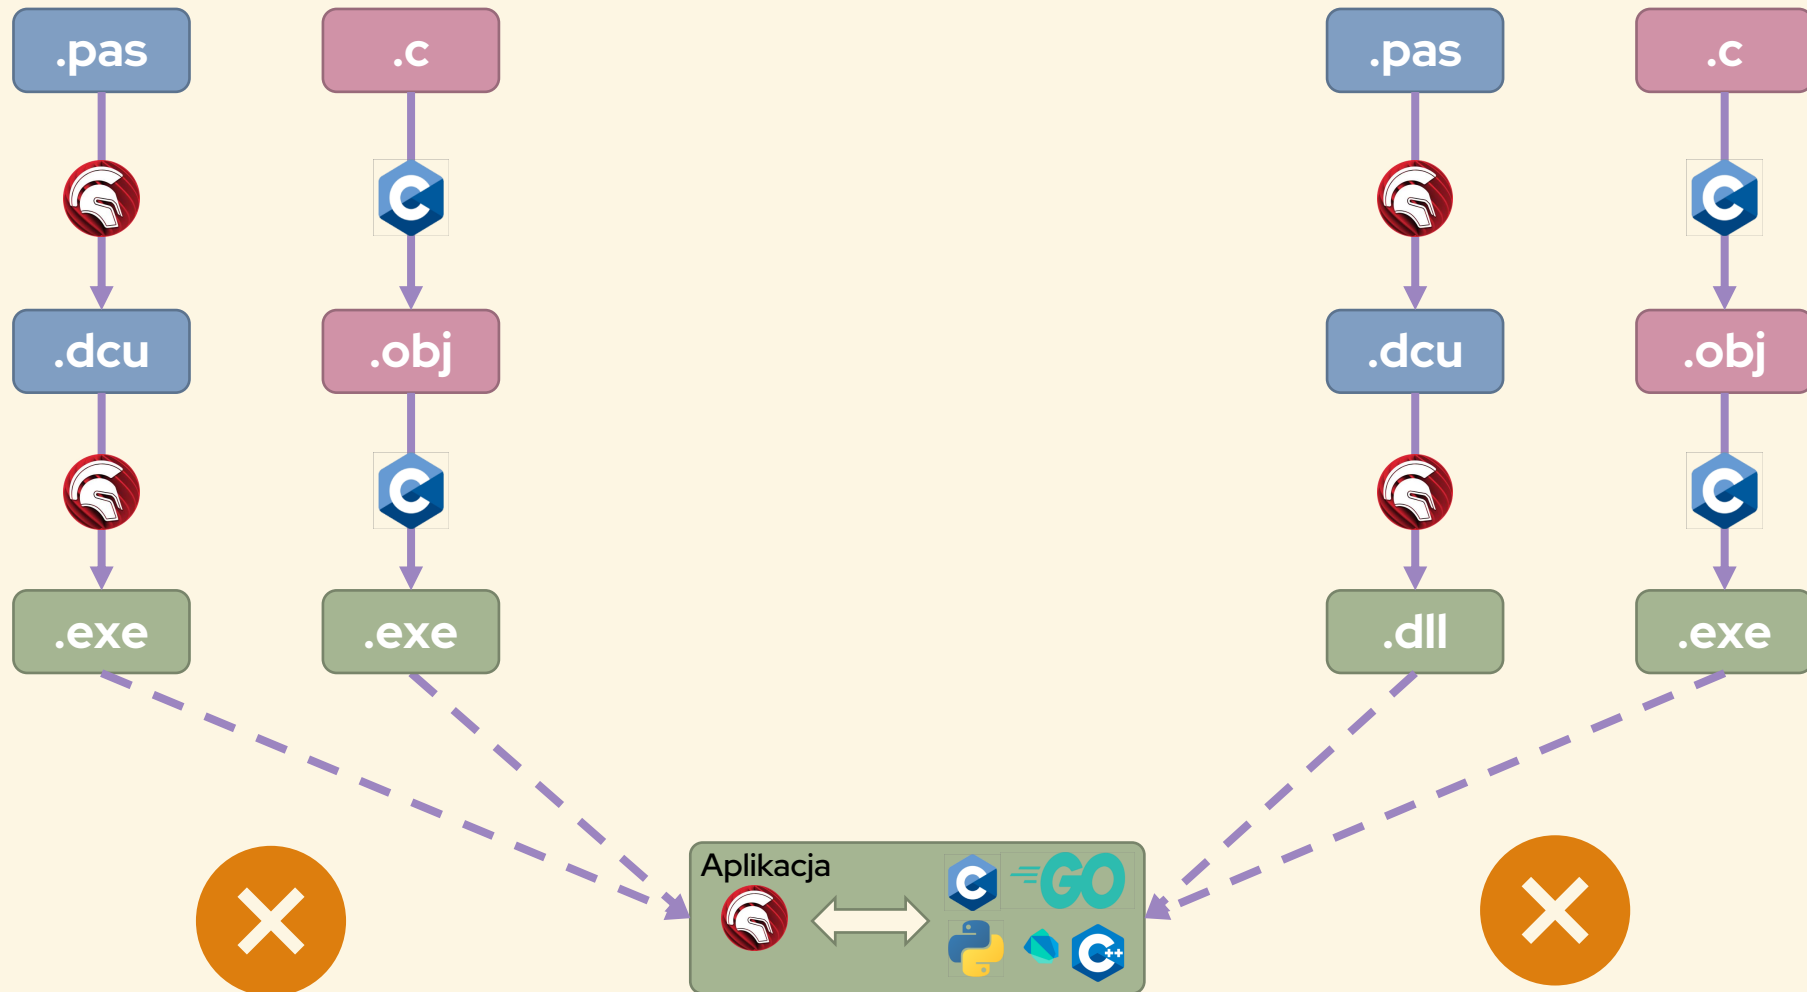 .pas
.c
.pas
.c
C
C
.dcu
.obj
.dcu
.obj
C
C
.exe
.exe
.dll
.exe
Aplikacja
C
GO
C++